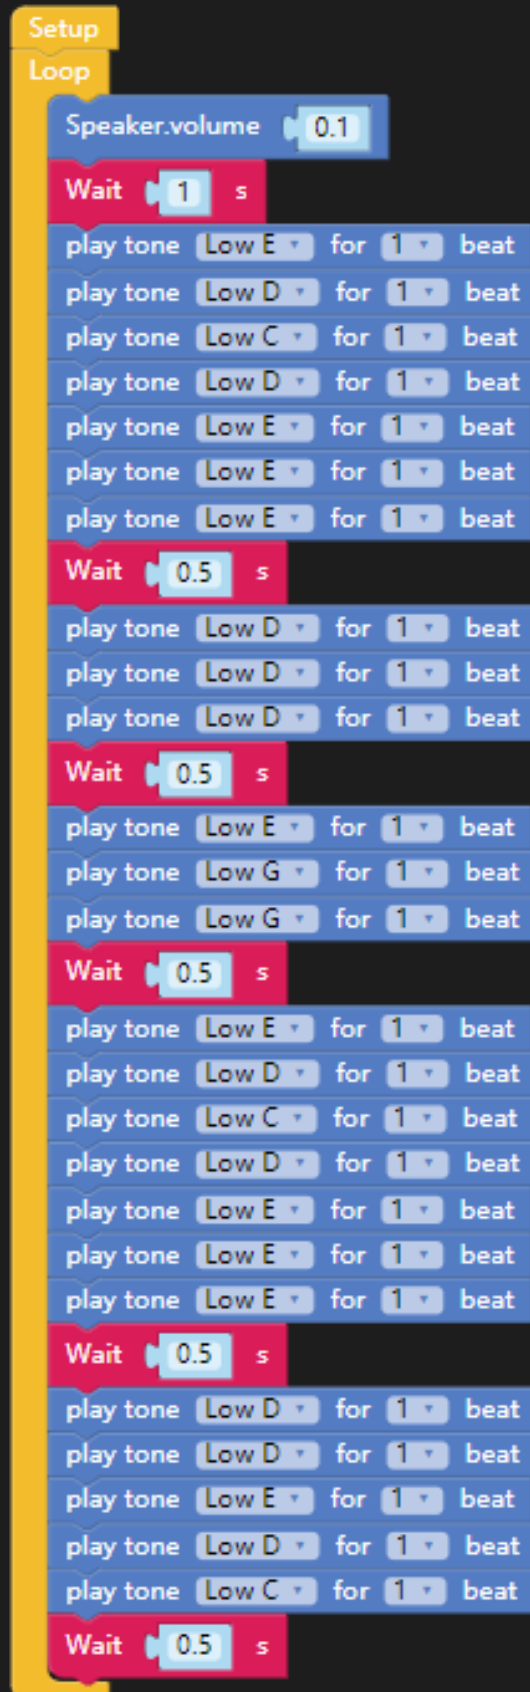 Setup
Loop
Speaker.volume 0.1
Wait 1 s
play tone Low E for 1 beat
play tone Low D for 1 beat
play tone Low C for 1 beat
play tone Low D for 1 beat
play tone Low E for 1 beat
play tone Low E for 1 beat
play tone Low E for 1 beat
Wait 0.5 s
play tone Low D for 1 beat
play tone Low D for 1 beat
play tone Low D for 1 beat
Wait 0.5 s
play tone Low E for 1 beat
play tone Low G for 1 beat
play tone Low G for 1 beat
Wait 0.5 s
play tone Low E for 1 beat
play tone Low D for 1 beat
play tone Low C for 1 beat
play tone Low D for 1 beat
play tone Low E for 1 beat
play tone Low E for 1 beat
play tone Low E for 1 beat
Wait 0.5 s
play tone Low D for 1 beat
play tone Low D for 1 beat
play tone Low E for 1 beat
play tone Low D for 1 beat
play tone Low C for 1 beat
Wait 0.5 s